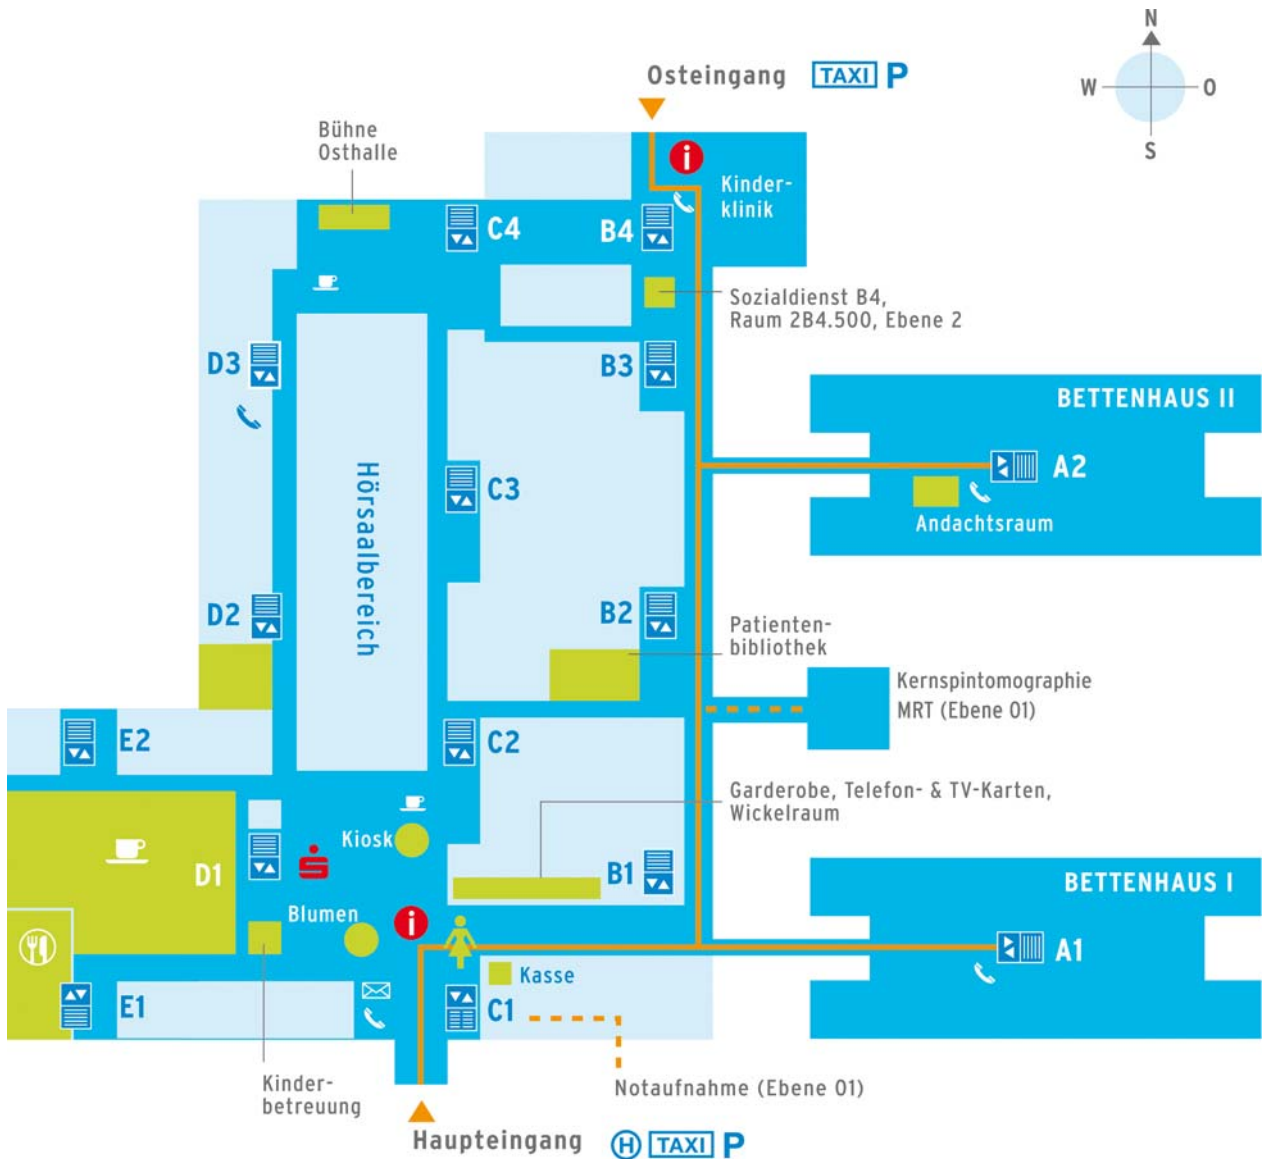 N
W O
S
Osteingang TAXI P
Bühne
Osthalle
i
Kinder-
klinik
C4
B4
Sozialdienst B4,
Raum 2B4.500, Ebene 2
D3
B3
BETTENHAUS II
Hörsaalbereich
C3
A2
Andachtsraum
D2
B2
Patienten-
bibliothek
Kernspintomographie
MRT (Ebene 01)
E2
C2
Garderobe, Telefon- & TV-Karten,
Wickelraum
Kiosk
D1
B1
BETTENHAUS I
Blumen
i
A1
Kasse
E1
C1
Kinder-
betreuung
Notaufnahme (Ebene 01)
Haupteingang H TAXI P